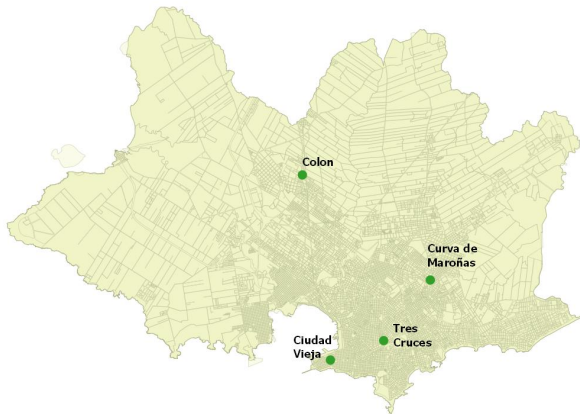 Colon
Curva de
Maroñas
Tres
Cruces
Ciudad
Vieja